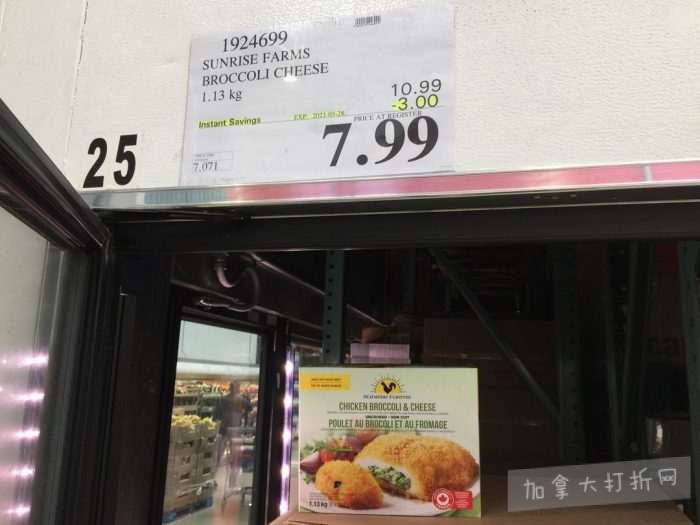 1924699
SUNRISE FARMS
BROCCOLI CHEESE
1.13 kg
10.99
-3.00
Instant Savings
EXP.
PRICE AT REGISTER
7.99
7.071
25
CHICKEN BROCCOLI & CHEESE
POULET AU BROCOLI ET AU FROMAGE
1.13 kg
加拿大打折网